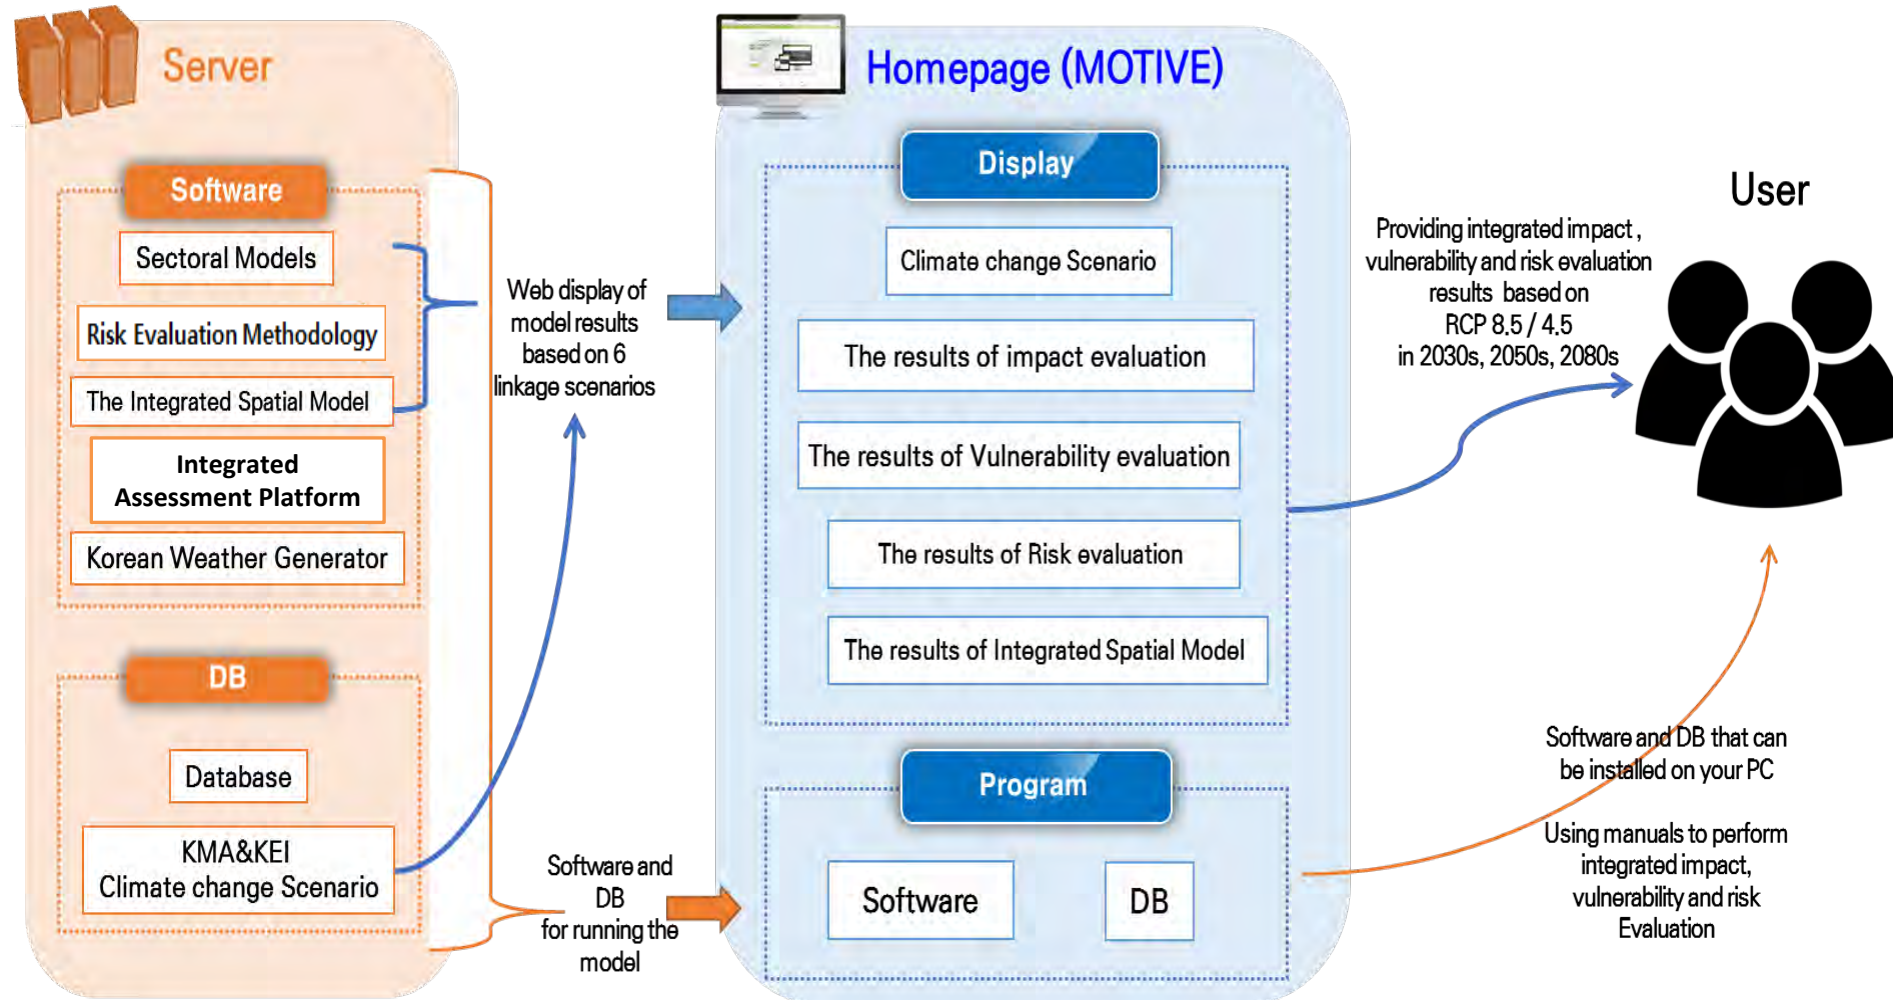 Server
Software
Sectoral Models
Risk Evaluation Methodology
The Integrated Spatial Model
Integrated
Assessment Platform
Korean Weather Generator
DB
Database
KMA&KEI
Climate change Scenario
Web display of
model results
based on 6
linkage scenarios
Software and
DB
for running the
model
Homepage (MOTIVE)
Display
Climate change Scenario
The results of impact evaluation
The results of Vulnerability evaluation
The results of Risk evaluation
The results of Integrated Spatial Model
Program
Software
DB
User
Providing integrated impact ,
vulnerability and risk evaluation
results based on
RCP 8.5 / 4.5
in 2030s, 2050s, 2080s
Software and DB that can
be installed on your PC
Using manuals to perform
integrated impact,
vulnerability and risk
Evaluation